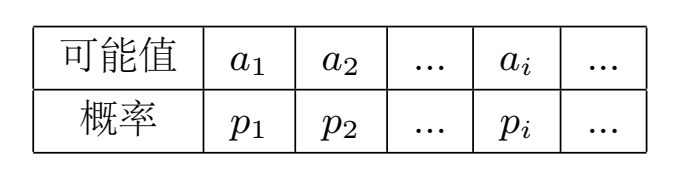 可能值 a₁ a₂ ... aᵢ ...
概率 p₁ p₂ ... pᵢ ...